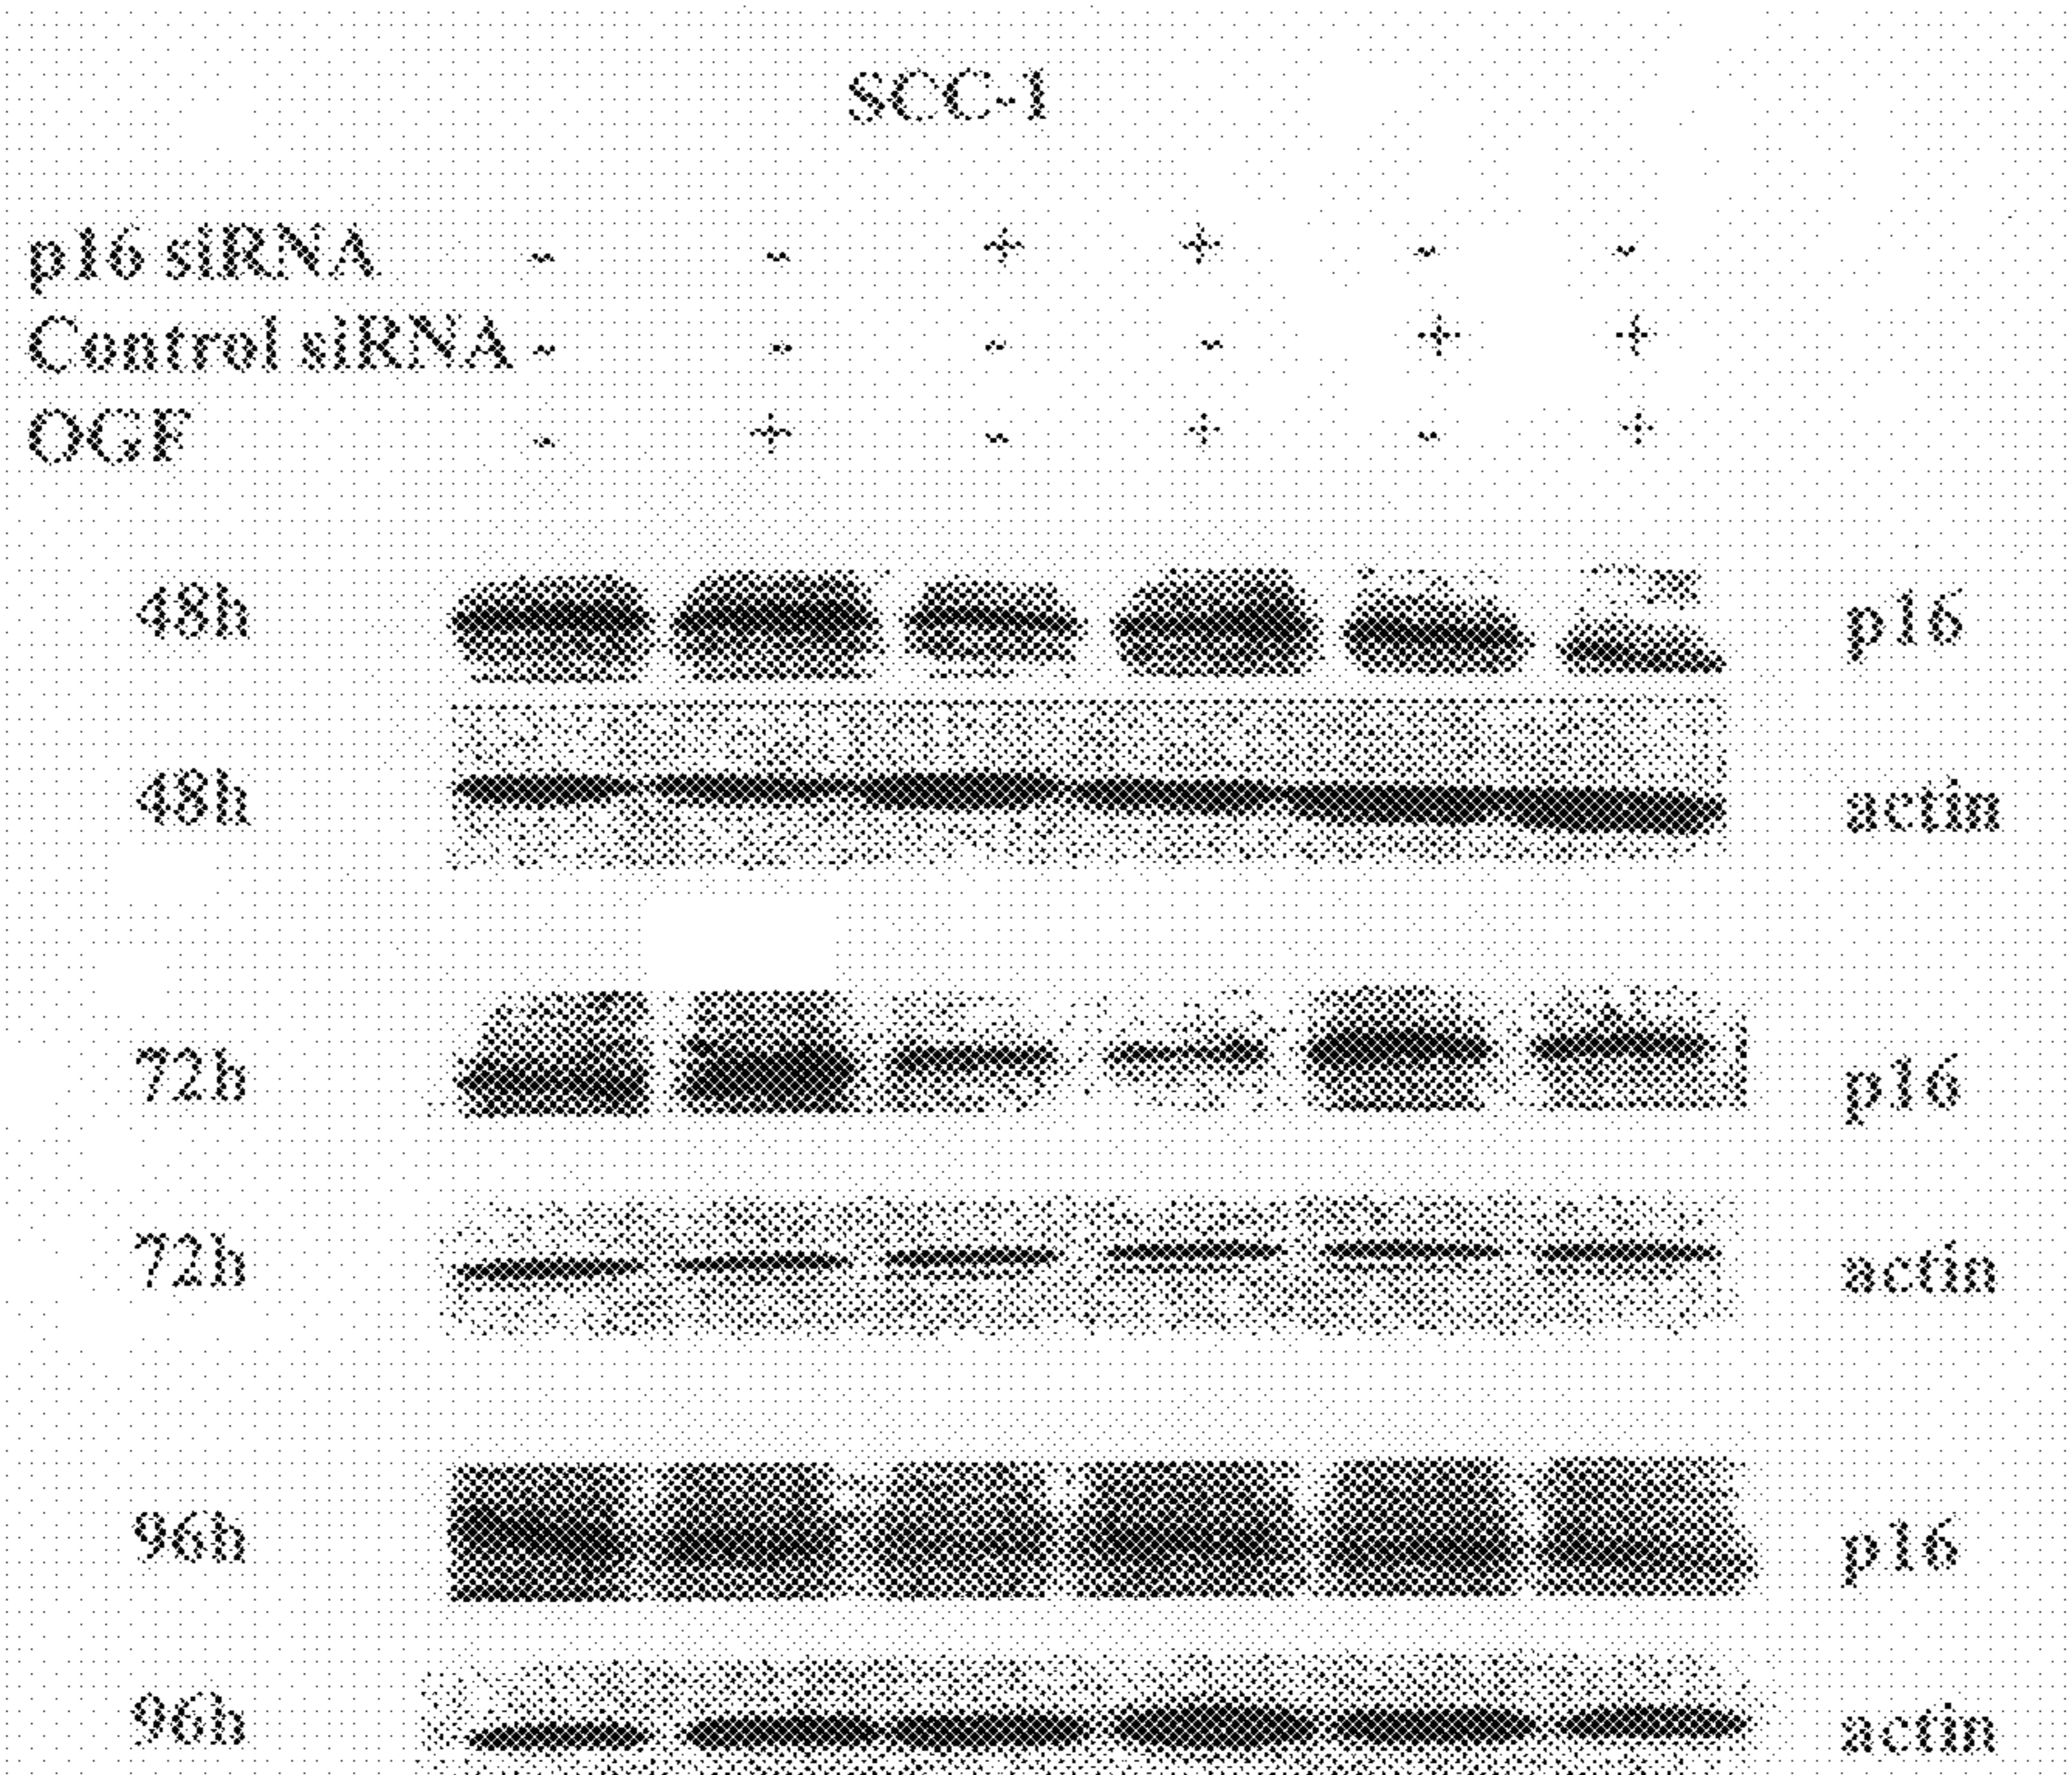 SCC-1
p16 siRNA - - + + - -
Control siRNA - - - - + +
OGF - + - + - +
48h p16
48h actin
72h p16
72h actin
96h p16
96h actin